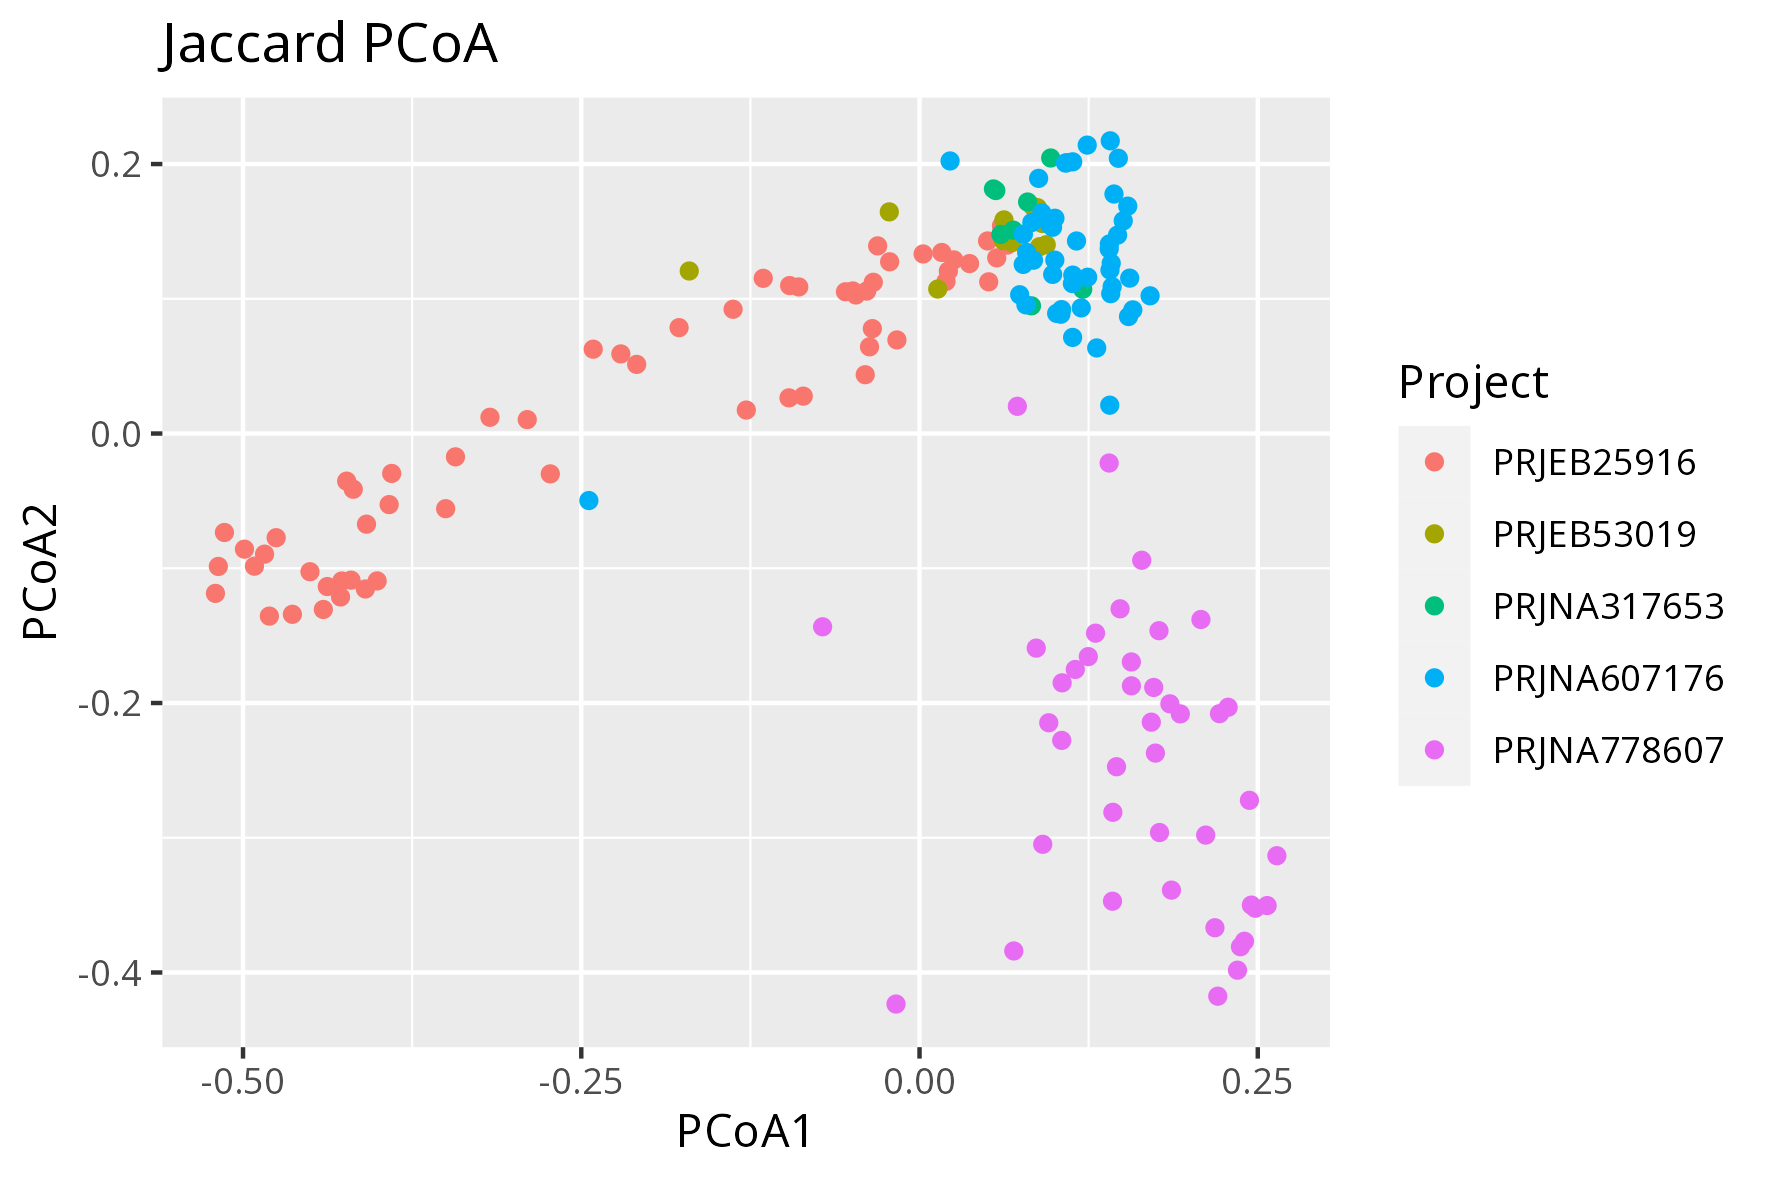 Jaccard PCoA
0.2
0.0
-0.2
-0.4
PCoA2
-0.50
-0.25
0.00
0.25
PCoA1
Project
PRJEB25916
PRJEB53019
PRJNA317653
PRJNA607176
PRJNA778607